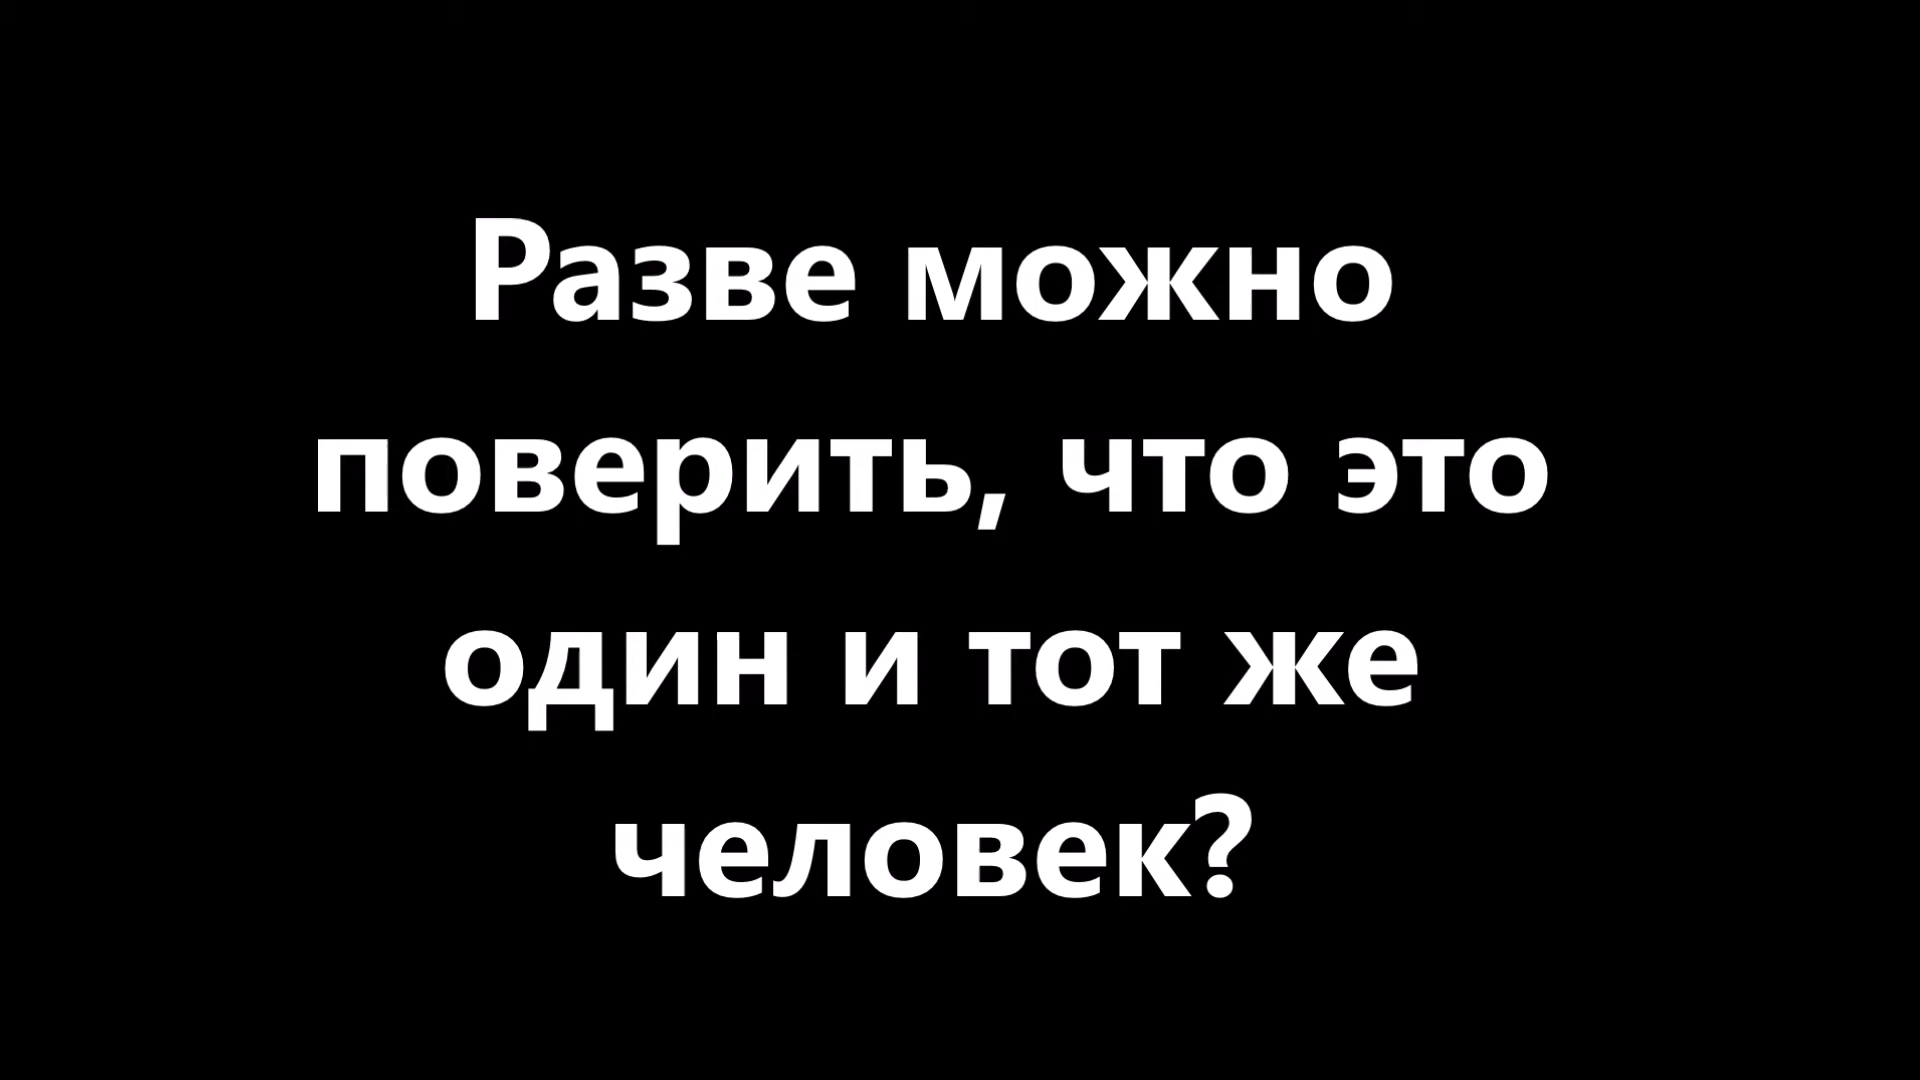 Разве можно
поверить, что это
один и тот же
человек?